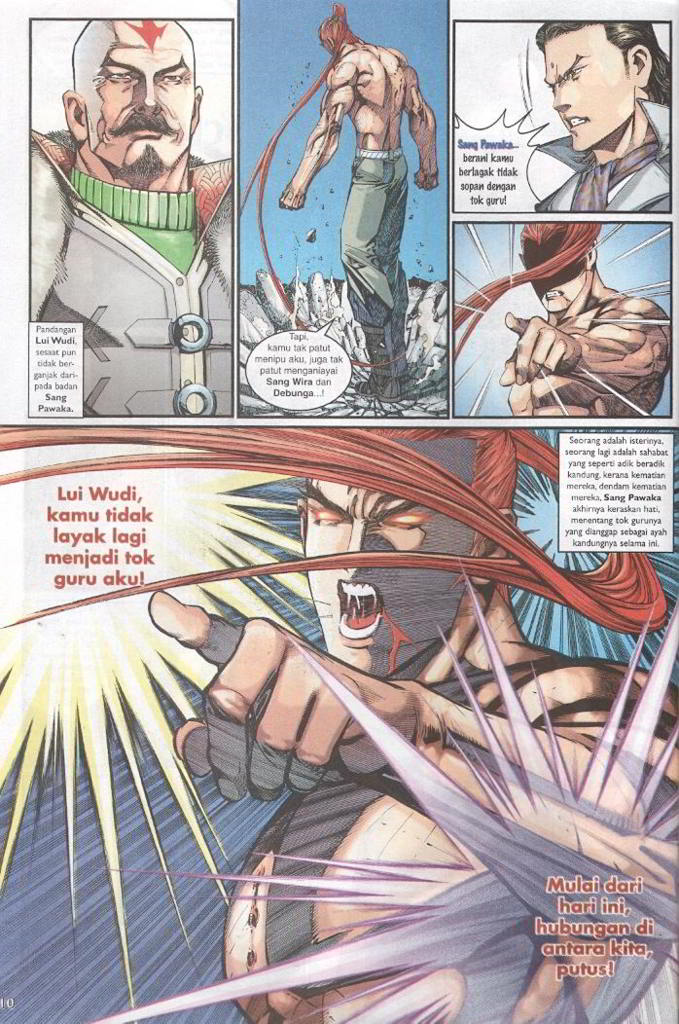 Pandangan
Lui Wudi,
sesaat pun
tidak ber-
ganjak dari-
pada badan
Sang
Pawaka.
Tapi,
kamu tak patut
menipu aku, juga tak
patut menganiayai
Sang Wira dan
Debunga...!
Sang Pawaka...
berani kamu
berlagak tidak
sopan dengan
tok guru!
Seorang adalah isterinya,
seorang lagi adalah sahabat
yang seperti adik beradik
kandung, kerana kematian
mereka, dendam kematian
mereka, Sang Pawaka
akhirnya keraskan hati,
menentang tok gurunya
yang dianggap sebagai ayah
kandungnya selama ini.
Lui Wudi,
kamu tidak
layak lagi
menjadi tok
guru aku!
Mulai dari
hari ini,
hubungan di
antara kita,
putus!
10